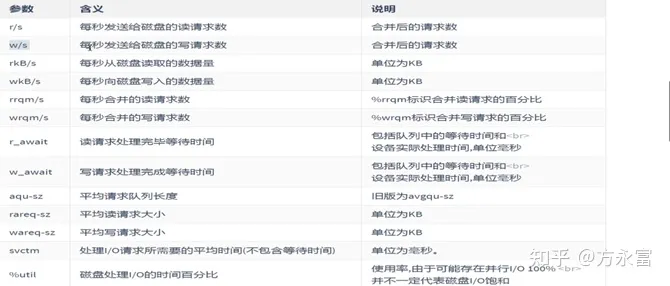 参数 含义 说明
r/s 每秒发送给磁盘的读请求数 合并后的请求数
w/s 每秒发送给磁盘的写请求数 合并后的请求数
rkB/s 每秒从磁盘读取的数据量 单位为KB
wkB/s 每秒向磁盘写入的数据量 单位为KB
rrqm/s 每秒合并的读请求数 %rrqm标识合并读请求的百分比
wrqm/s 每秒合并的写请求数 %wrqm标识合并写请求的百分比
r_await 读请求处理完毕等待时间 包括队列中的等待时间和<br>
设备实际处理时间,单位毫秒
w_await 写请求处理完成等待时间 包括队列中的等待时间和<br>
设备实际处理时间,单位毫秒
aqu-sz 平均请求队列长度 旧版为avgqu-sz
rareq-sz 平均读请求大小 单位为KB
wareq-sz 平均写请求大小 单位为KB
svctm 处理I/O请求所需要的平均时间(不包含等待时间) 单位为毫秒。
%util 磁盘处理I/O的时间百分比 使用率,由于可能存在并行I/O 100%<br>
并不一定代表磁盘I/O饱和
知乎 @方永富